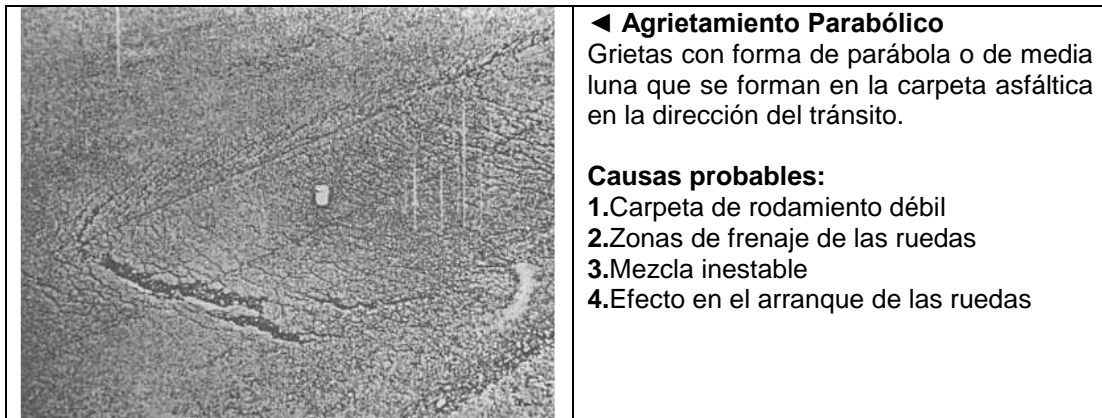 ◄ Agrietamiento Parabólico
Grietas con forma de parábola o de media
luna que se forman en la carpeta asfáltica
en la dirección del tránsito.
Causas probables:
1.Carpeta de rodamiento débil
2.Zonas de frenaje de las ruedas
3.Mezcla inestable
4.Efecto en el arranque de las ruedas